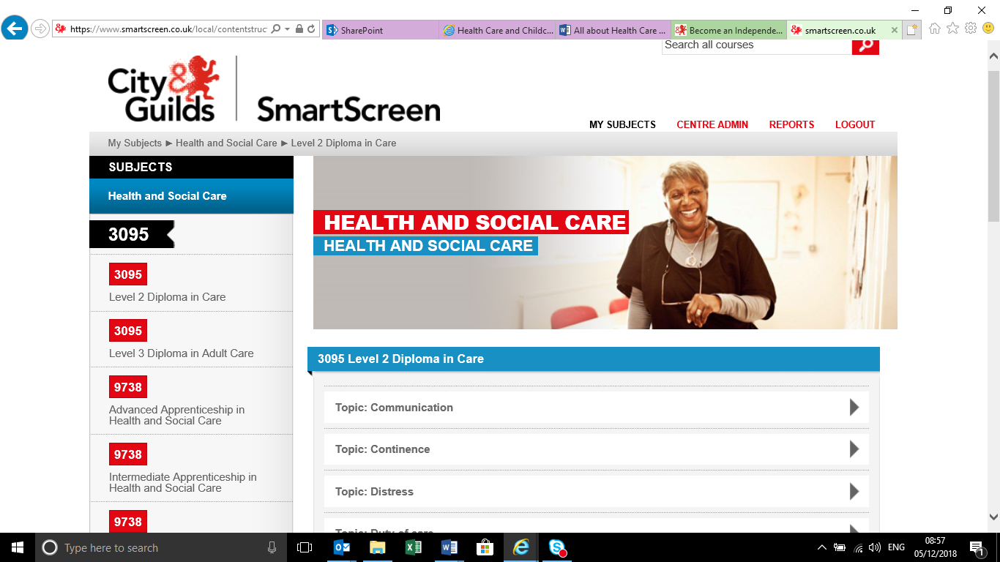 https://www.smartscreen.co.uk/local/contentstruc
SharePoint
Health Care and Childc...
All about Health Care ...
Become an Independe...
smartscreen.co.uk
Search all courses
City & Guilds
SmartScreen
MY SUBJECTS
CENTRE ADMIN
REPORTS
LOGOUT
My Subjects ► Health and Social Care ► Level 2 Diploma in Care
SUBJECTS
Health and Social Care
3095
3095
Level 2 Diploma in Care
3095
Level 3 Diploma in Adult Care
9738
Advanced Apprenticeship in
Health and Social Care
9738
Intermediate Apprenticeship in
Health and Social Care
9738
HEALTH AND SOCIAL CARE
HEALTH AND SOCIAL CARE
3095 Level 2 Diploma in Care
Topic: Communication
Topic: Continence
Topic: Distress
Topic: Duty of care
Type here to search
ENG
08:57
05/12/2018
1